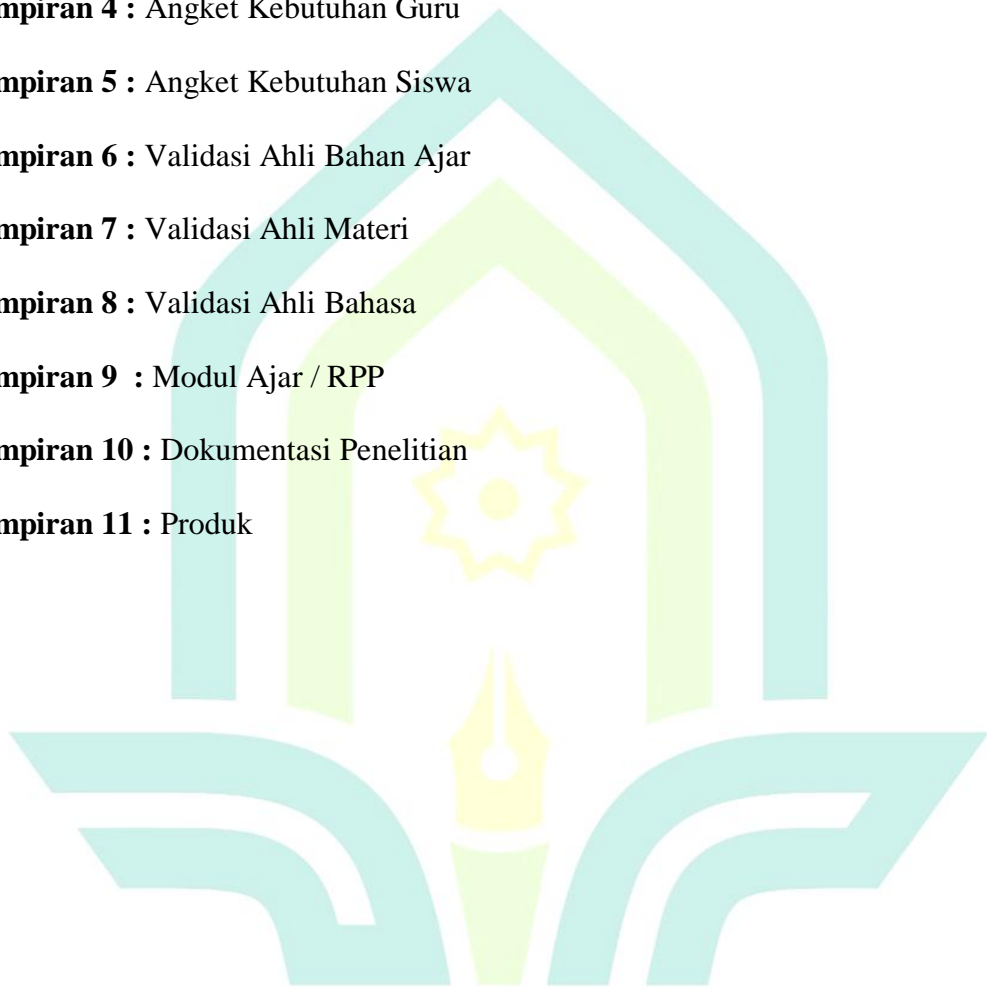 mpiran 4 : Angket Kebutuhan Guru
mpiran 5 : Angket Kebutuhan Siswa
mpiran 6 : Validasi Ahli Bahan Ajar
mpiran 7 : Validasi Ahli Materi
mpiran 8 : Validasi Ahli Bahasa
mpiran 9  : Modul Ajar / RPP
mpiran 10 : Dokumentasi Penelitian
mpiran 11 : Produk